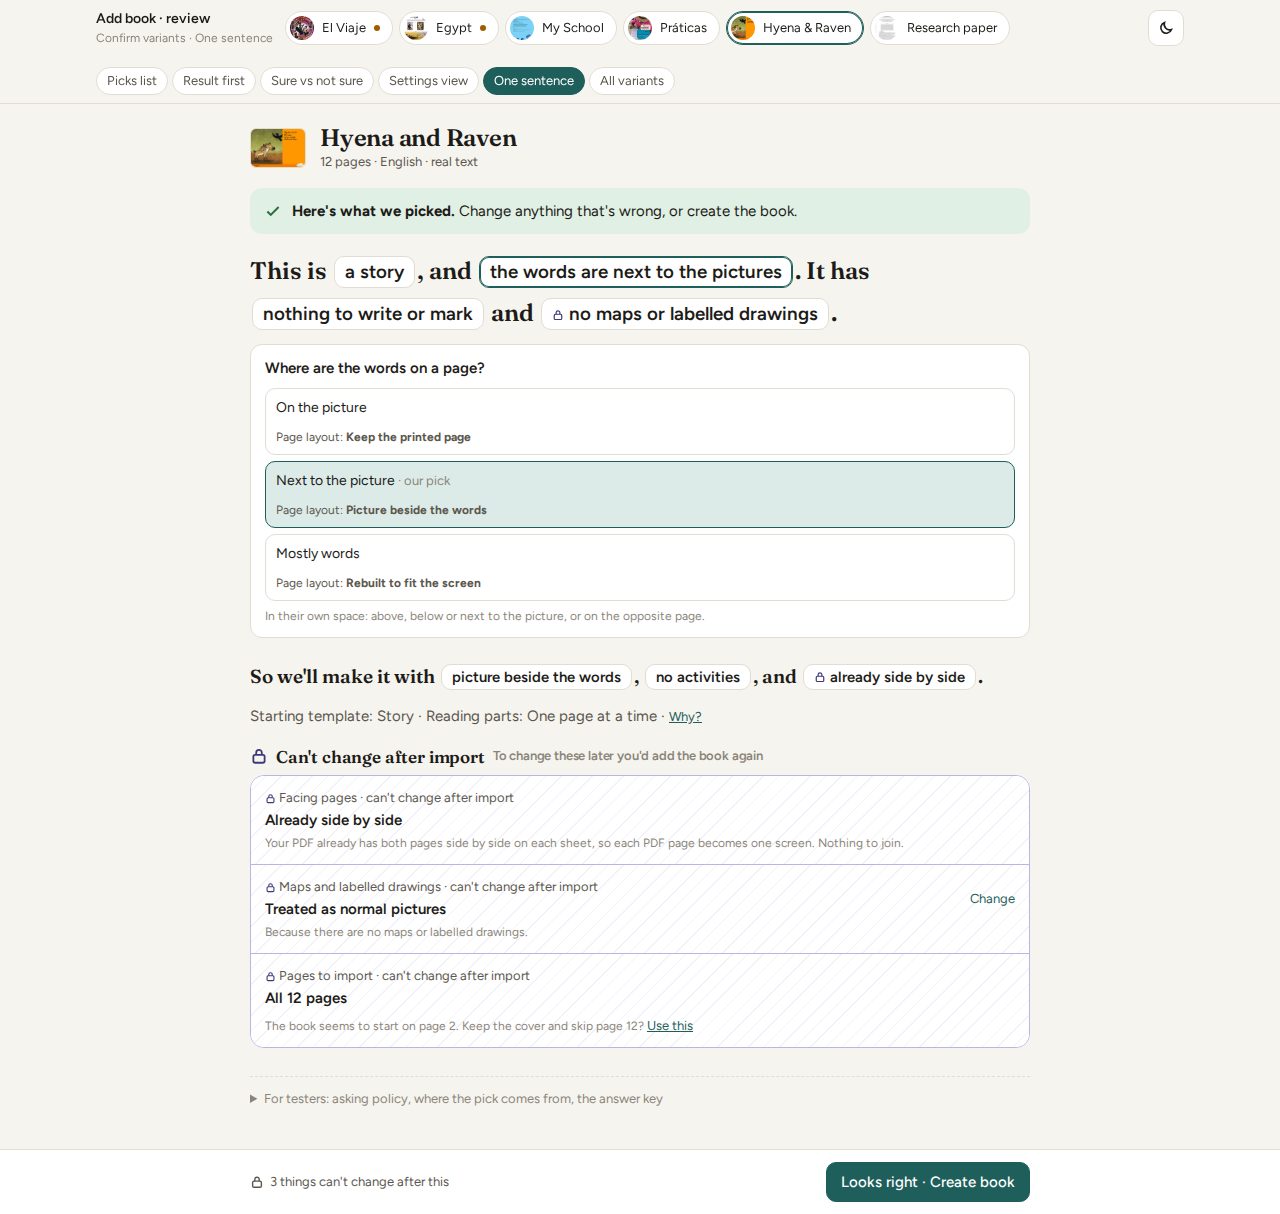 Add book · review
Confirm variants · One sentence
El Viaje
Egypt
My School
Práticas
Hyena & Raven
Research paper
Picks list
Result first
Sure vs not sure
Settings view
One sentence
All variants
Hyena and Raven
12 pages · English · real text
Here's what we picked. Change anything that's wrong, or create the book.
This is a story, and the words are next to the pictures. It has
nothing to write or mark and no maps or labelled drawings.
Where are the words on a page?
On the picture
Page layout: Keep the printed page
Next to the picture · our pick
Page layout: Picture beside the words
Mostly words
Page layout: Rebuilt to fit the screen
In their own space: above, below or next to the picture, or on the opposite page.
So we'll make it with picture beside the words, no activities, and already side by side.
Starting template: Story · Reading parts: One page at a time · Why?
Can't change after import To change these later you'd add the book again
Facing pages · can't change after import
Already side by side
Your PDF already has both pages side by side on each sheet, so each PDF page becomes one screen. Nothing to join.
Maps and labelled drawings · can't change after import
Change
Treated as normal pictures
Because there are no maps or labelled drawings.
Pages to import · can't change after import
All 12 pages
The book seems to start on page 2. Keep the cover and skip page 12? Use this
For testers: asking policy, where the pick comes from, the answer key
3 things can't change after this
Looks right · Create book